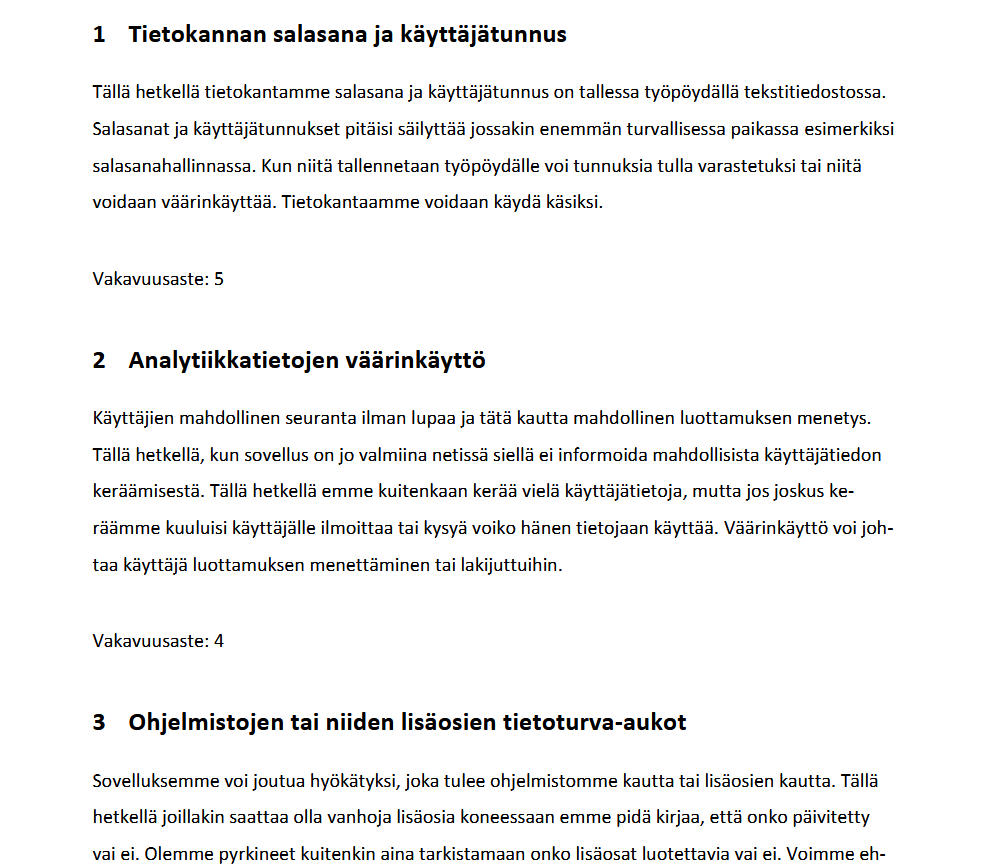 1 Tietokannan salasana ja käyttäjätunnus
Tällä hetkellä tietokantamme salasana ja käyttäjätunnus on tallessa työpöydällä tekstitiedostossa.
Salasanat ja käyttäjätunnukset pitäisi säilyttää jossakin enemmän turvallisessa paikassa esimerkiksi
salasanahallinnassa. Kun niitä tallennetaan työpöydälle voi tunnuksia tulla varastetuksi tai niitä
voidaan väärinkäyttää. Tietokantaamme voidaan käydä käsiksi.
Vakavuusaste: 5
2 Analytiikkatietojen väärinkäyttö
Käyttäjien mahdollinen seuranta ilman lupaa ja tätä kautta mahdollinen luottamuksen menetys.
Tällä hetkellä, kun sovellus on jo valmiina netissä siellä ei informoida mahdollisista käyttäjätiedon
keräämisestä. Tällä hetkellä emme kuitenkaan kerää vielä käyttäjätietoja, mutta jos joskus ke-
räämme kuuluisi käyttäjälle ilmoittaa tai kysyä voiko hänen tietojaan käyttää. Väärinkäyttö voi joh-
taa käyttäjä luottamuksen menettäminen tai lakijuttuihin.
Vakavuusaste: 4
3 Ohjelmistojen tai niiden lisäosien tietoturva-aukot
Sovelluksemme voi joutua hyökätyksi, joka tulee ohjelmistomme kautta tai lisäosien kautta. Tällä
hetkellä joillakin saattaa olla vanhoja lisäosia koneessaan emme pidä kirjaa, että onko päivitetty
vai ei. Olemme pyrkineet kuitenkin aina tarkistamaan onko lisäosat luotettavia vai ei. Voimme eh-